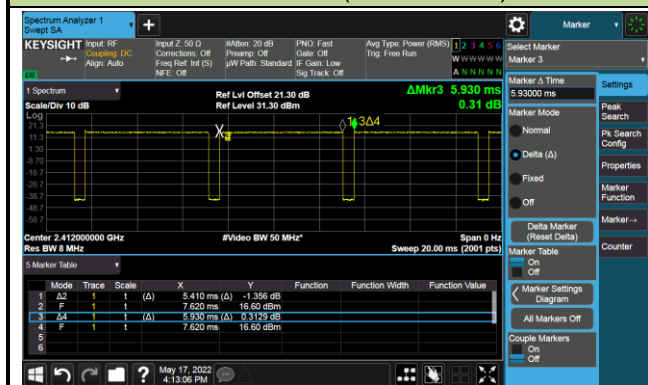 Spectrum Analyzer 1
Swept SA
+
Marker
KEYSIGHT
Input: RF
Coupling: DC
Align: Auto
Input Z: 50 Ω
Corrections: Off
Freq Ref: Int (S)
NFE: Off
#Atten: 20 dB
Preamp: Off
µW Path: Standard
PNO: Fast
Gate: Off
IF Gain: Low
Sig Track: Off
Avg Type: Power (RMS)
Trig: Free Run
1 2 3 4 5 6
W W W W W W
A N N N N N
LXI
1 Spectrum
Scale/Div 10 dB
Log
Ref Lvl Offset 21.30 dB
Ref Level 31.30 dBm
ΔMkr3 5.930 ms
0.31 dB
21.3
11.3
1.30
-8.70
-18.7
-28.7
-38.7
-48.7
-58.7
3Δ4
Center 2.412000000 GHz
Res BW 8 MHz
#Video BW 50 MHz*
Span 0 Hz
Sweep 20.00 ms (2001 pts)
5 Marker Table
Mode Trace Scale X Y Function Function Width Function Value
1 Δ2 1 t (Δ) 5.410 ms (Δ) -1.356 dB
2 F 1 t 7.620 ms 16.60 dBm
3 Δ4 1 t (Δ) 5.930 ms (Δ) 0.3129 dB
4 F 1 t 7.620 ms 16.60 dBm
5
6
Select Marker
Marker 3
Marker Δ Time
5.93000 ms
Marker Mode
Normal
Delta (Δ)
Fixed
Off
Delta Marker
(Reset Delta)
Marker Table
On
Off
Marker Settings
Diagram
All Markers Off
Couple Markers
On
Off
Settings
Peak
Search
Pk Search
Config
Properties
Marker
Function
Marker→
Counter
?
May 17, 2022
4:13:06 PM